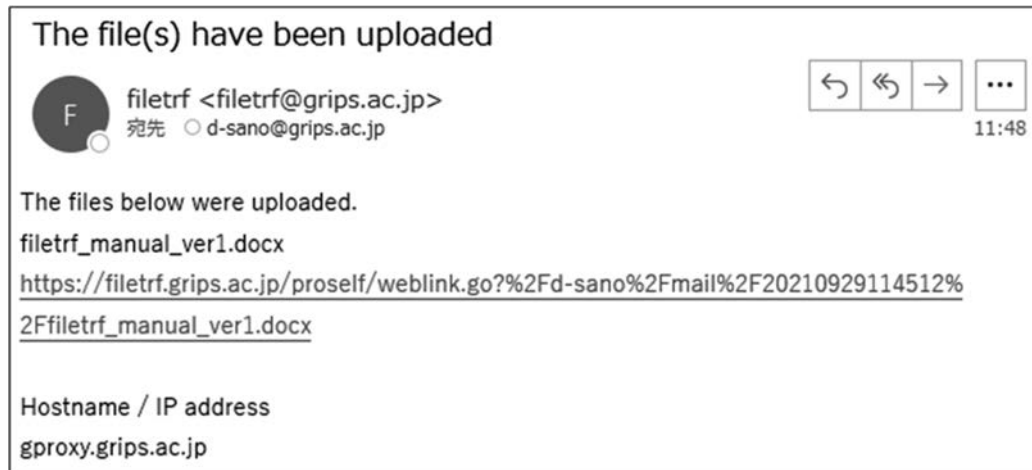 The file(s) have been uploaded
F
filetrf <filetrf@grips.ac.jp>
宛先 d-sano@grips.ac.jp
11:48
The files below were uploaded.
filetrf_manual_ver1.docx
https://filetrf.grips.ac.jp/proself/weblink.go?%2Fd-sano%2Fmail%2F20210929114512%
2Ffiletrf_manual_ver1.docx
Hostname / IP address
gproxy.grips.ac.jp